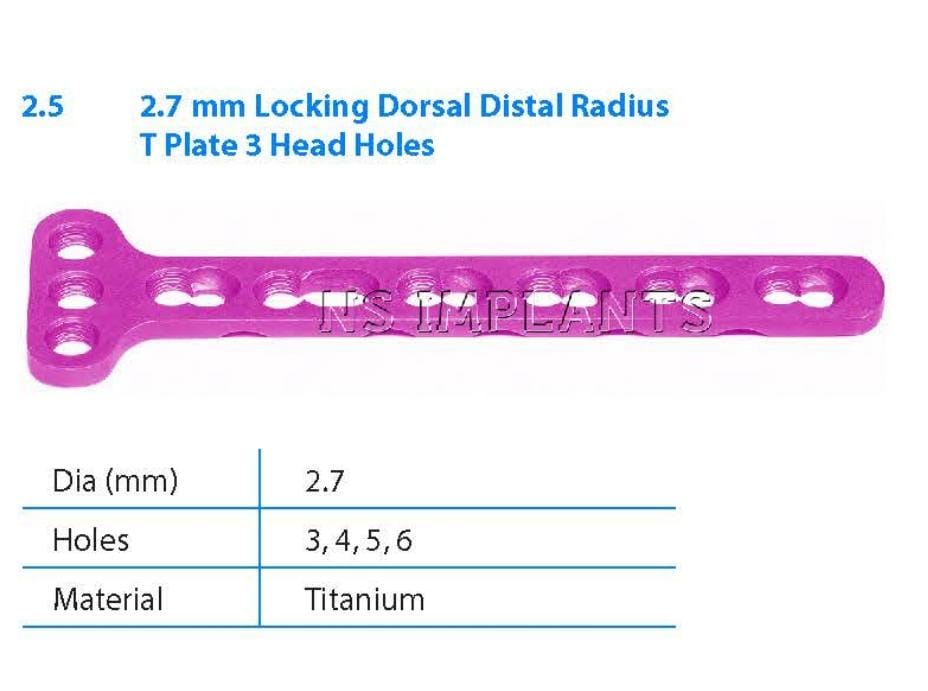 2.5 2.7 mm Locking Dorsal Distal Radius
T Plate 3 Head Holes
NS IMPLANTS
Dia (mm) 2.7
Holes 3, 4, 5, 6
Material Titanium